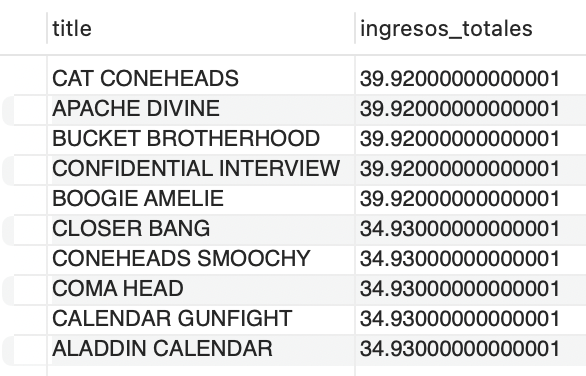 title ingresos_totales
CAT CONEHEADS 39.92000000000001
APACHE DIVINE 39.92000000000001
BUCKET BROTHERHOOD 39.92000000000001
CONFIDENTIAL INTERVIEW 39.92000000000001
BOOGIE AMELIE 39.92000000000001
CLOSER BANG 34.93000000000001
CONEHEADS SMOOCHY 34.93000000000001
COMA HEAD 34.93000000000001
CALENDAR GUNFIGHT 34.93000000000001
ALADDIN CALENDAR 34.93000000000001